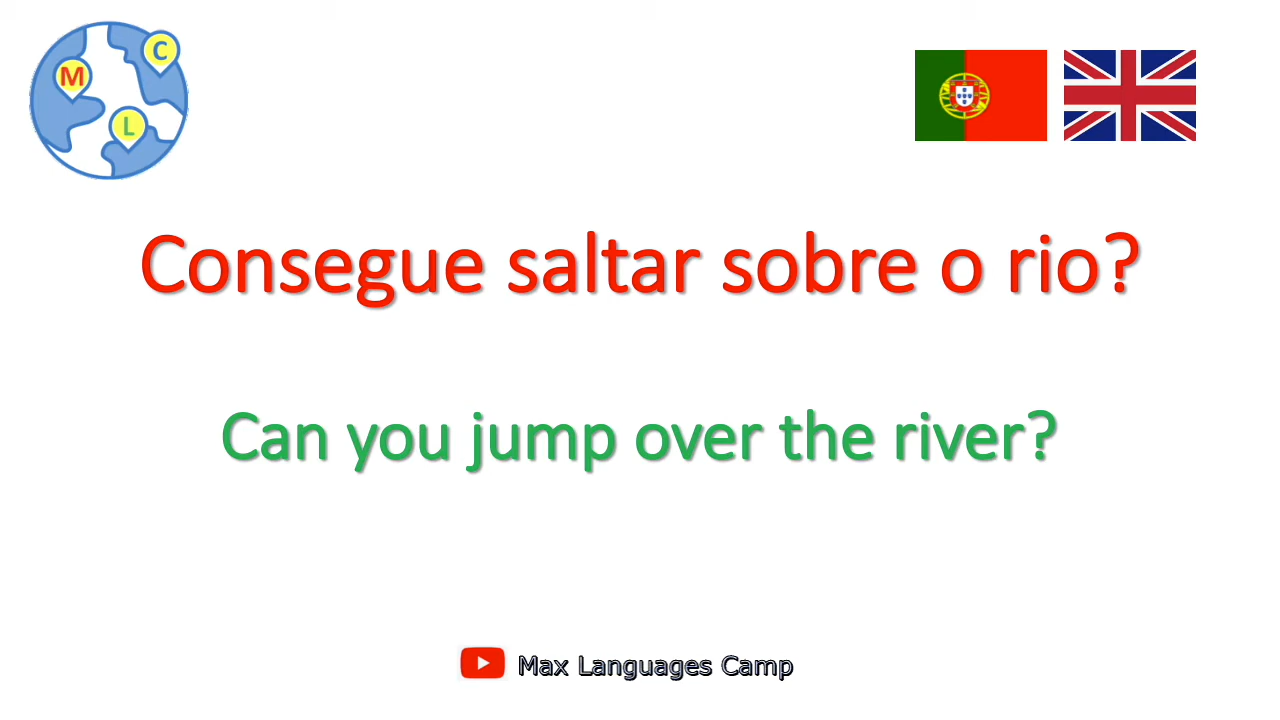 M
C
L
Consegue saltar sobre o rio?
Can you jump over the river?
Max Languages Camp